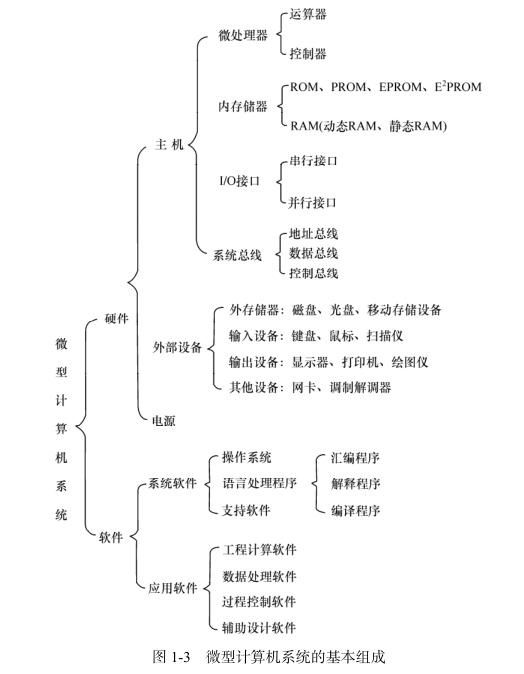 微型计算机系统
硬件
主 机
微处理器
运算器
控制器
内存储器
ROM、PROM、EPROM、E²PROM
RAM(动态RAM、静态RAM)
I/O接口
串行接口
并行接口
系统总线
地址总线
数据总线
控制总线
外部设备
外存储器：磁盘、光盘、移动存储设备
输入设备：键盘、鼠标、扫描仪
输出设备：显示器、打印机、绘图仪
其他设备：网卡、调制解调器
电源
软件
系统软件
操作系统
语言处理程序
汇编程序
解释程序
编译程序
支持软件
应用软件
工程计算软件
数据处理软件
过程控制软件
辅助设计软件
图 1-3 微型计算机系统的基本组成